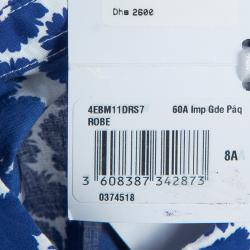 Dhs 2600
4EBM11DRS7 60A Imp Gde Pâq
ROBE
8A
3 608387 342873
0374518